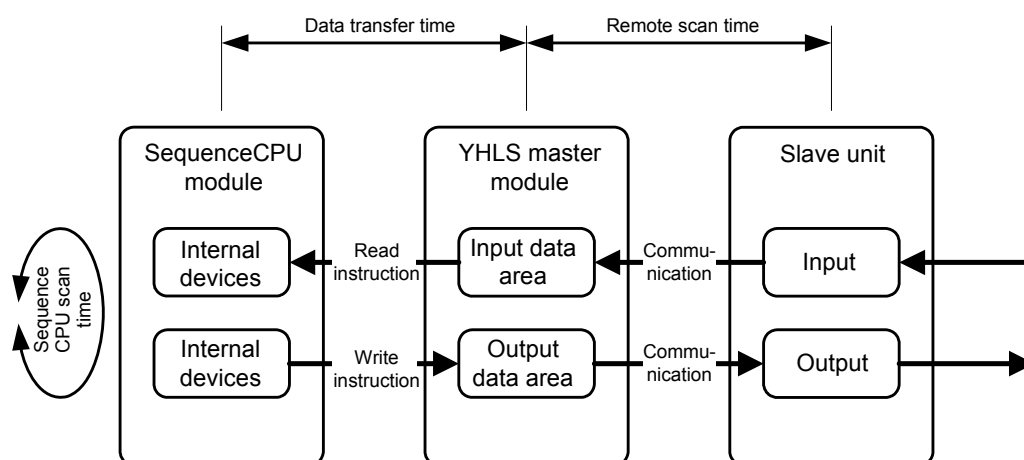 Data transfer time
Remote scan time
SequenceCPU
module
YHLS master
module
Slave unit
Internal
devices
Read
instruction
Input data
area
Commu-
nication
Input
Sequence
CPU scan
time
Internal
devices
Write
instruction
Output
data area
Commu-
nication
Output